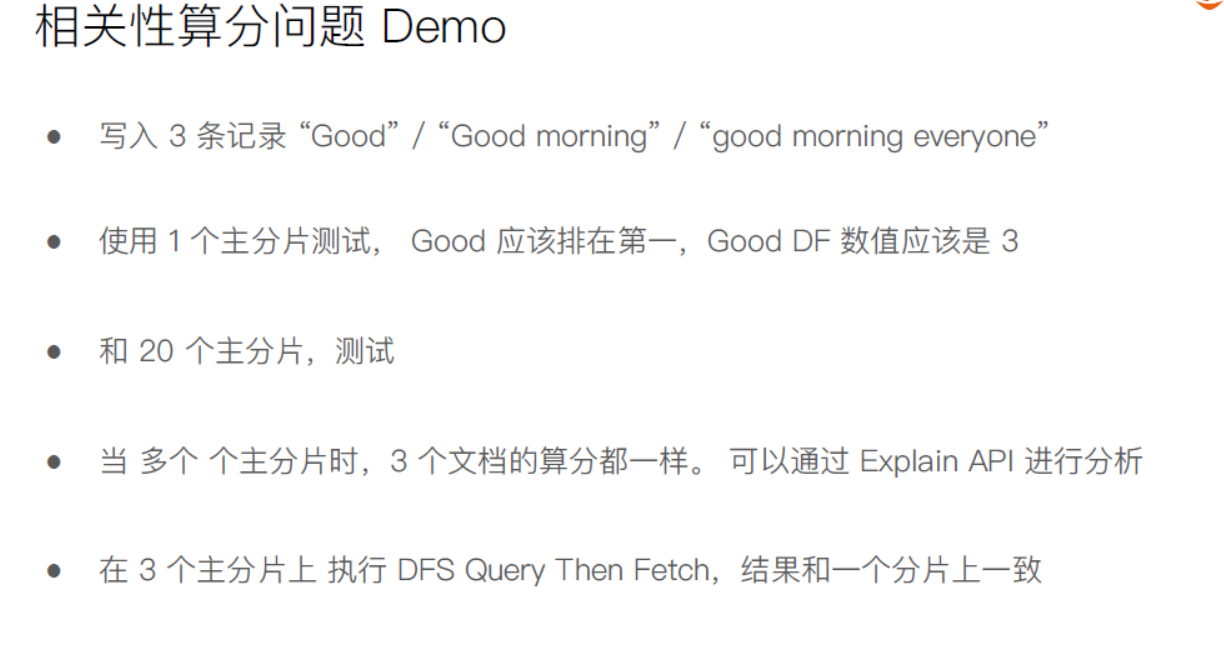 相关性算分问题 Demo
● 写入 3 条记录 “Good” / “Good morning” / “good morning everyone”
● 使用 1 个主分片测试， Good 应该排在第一，Good DF 数值应该是 3
● 和 20 个主分片，测试
● 当 多个 个主分片时，3 个文档的算分都一样。 可以通过 Explain API 进行分析
● 在 3 个主分片上 执行 DFS Query Then Fetch，结果和一个分片上一致